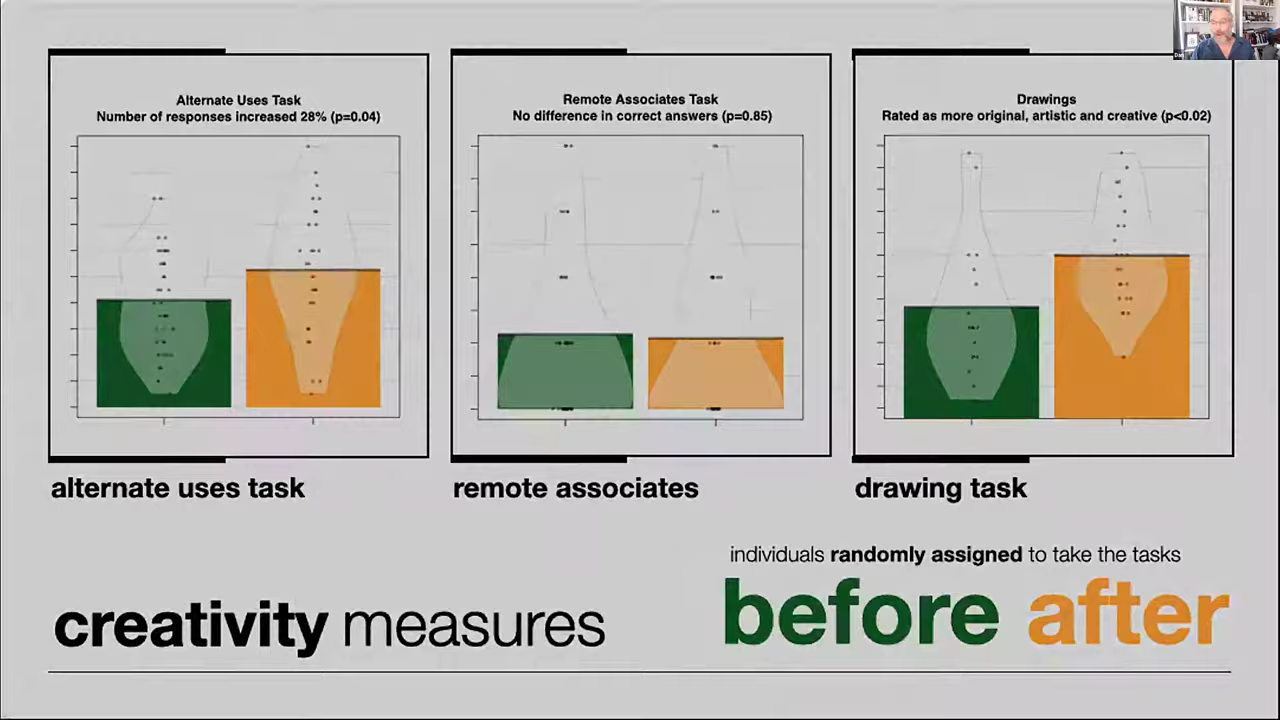 Alternate Uses Task
Number of responses increased 28% (p=0.04)
Remote Associates Task
No difference in correct answers (p=0.85)
Drawings
Rated as more original, artistic and creative (p<0.02)
alternate uses task
remote associates
drawing task
individuals randomly assigned to take the tasks
before after
creativity measures